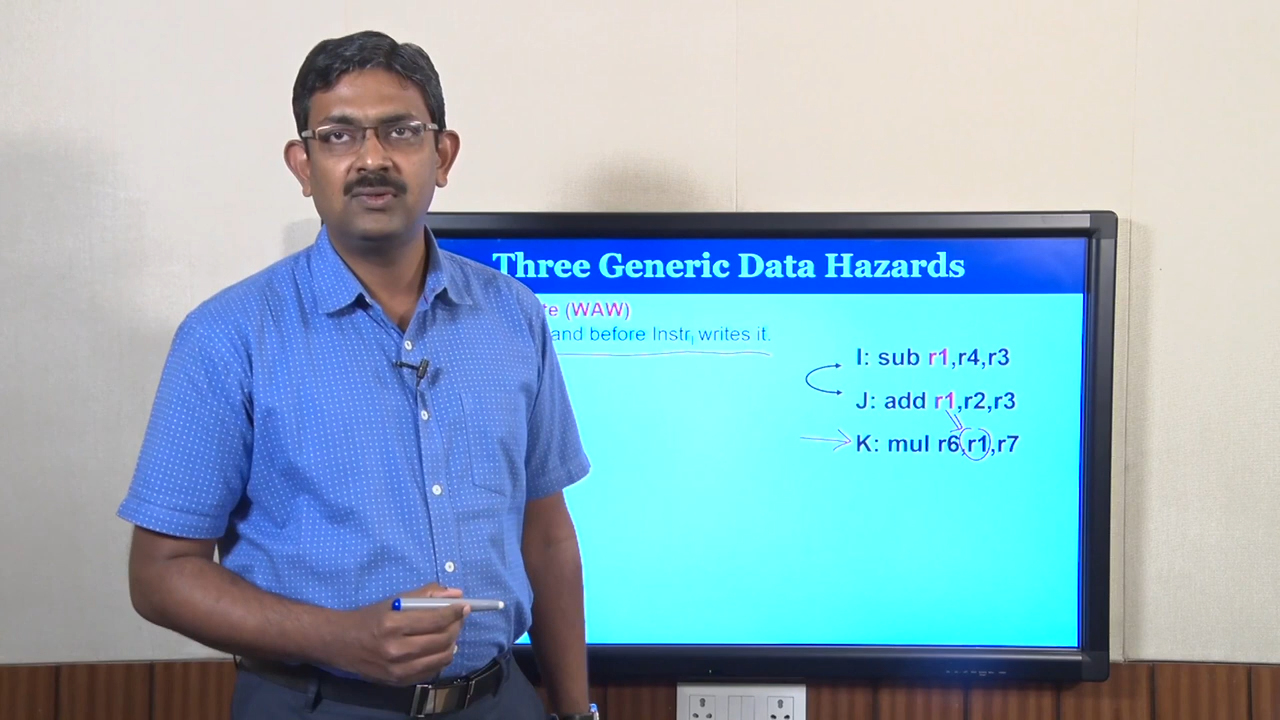 Three Generic Data Hazards
(WAW)
and before Instr_I writes it.
I: sub r1,r4,r3
J: add r1,r2,r3
K: mul r6,r1,r7